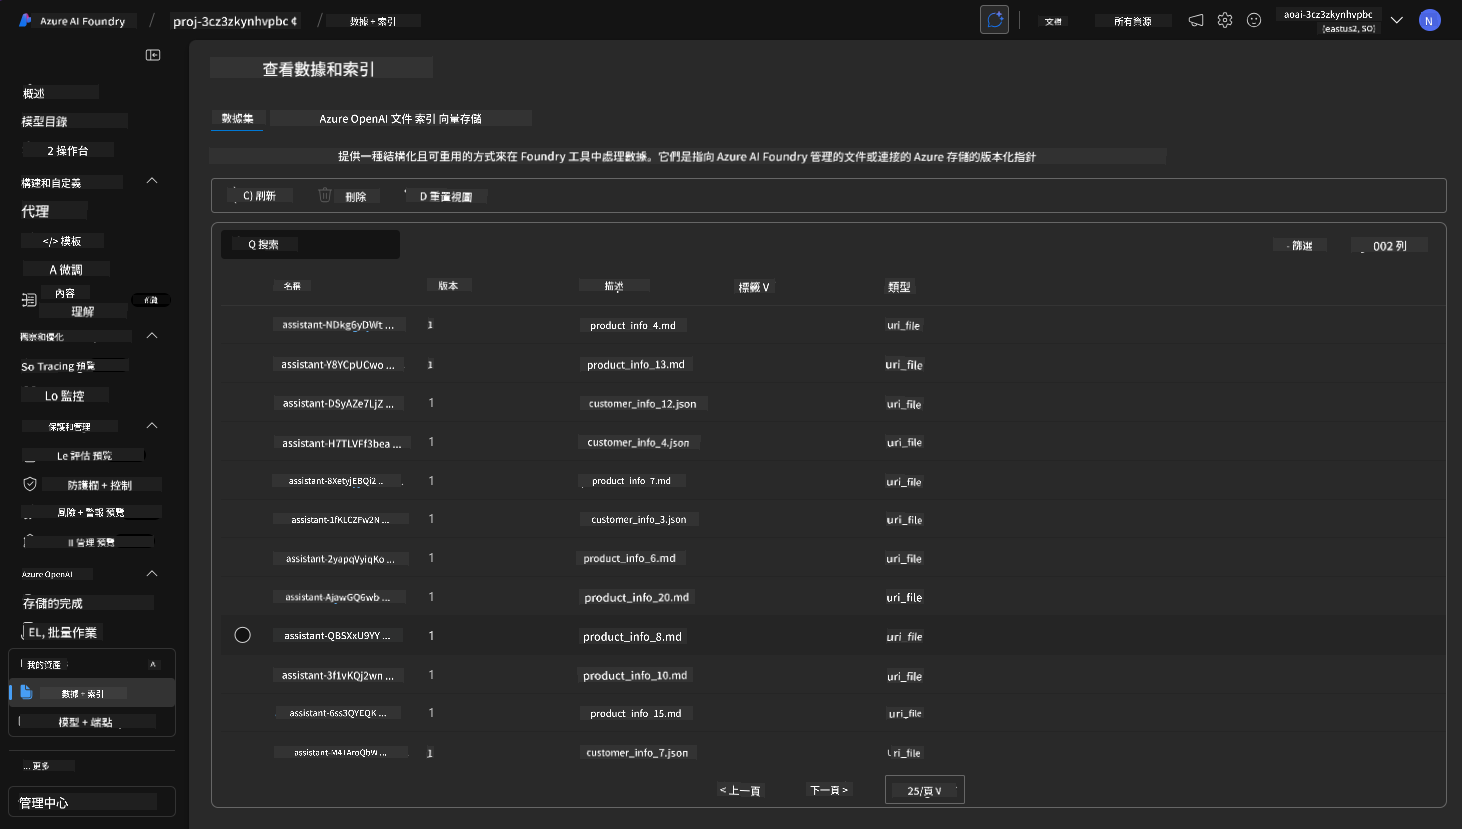 Azure AI Foundry
/
proj-3cz3zkynhvpbc ¢
/
數據 + 索引
文檔
所有資源
aoai-3cz3zkynhvpbc
(eastus2, S0)
N
概述
模型目錄
2 操作台
構建和自定義
代理
</> 模板
A 微調
內容
理解
預覽
觀察和優化
So Tracing 預覽
Lo 監控
保護和管理
Le 評估 預覽
防護欄 + 控制
風險 + 警報 預覽
II 管理 預覽
Azure OpenAI
存儲的完成
EL, 批量作業
我的資產
數據 + 索引
模型 + 端點
... 更多
管理中心
查看數據和索引
數據集
Azure OpenAI 文件 索引 向量存儲
提供一種結構化且可重用的方式來在 Foundry 工具中處理數據。它們是指向 Azure AI Foundry 管理的文件或連接的 Azure 存儲的版本化指針
C) 刷新
刪除
D 重置視圖
Q 搜索
篩選
002 列
名稱 版本 描述 標籤 V 類型
assistant-NDkg6yDWt ... 1 product_info_4.md uri_file
assistant-Y8YCpUCwo ... 1 product_info_13.md uri_file
assistant-DSyAZe7LjZ ... 1 customer_info_12.json uri_file
assistant-H7TLVFf3bea ... 1 customer_info_4.json uri_file
assistant-8XetyjEBQi2 .. 1 product_info_7.md uri_file
assistant-1fKLCZFw2N ... 1 customer_info_3.json uri_file
assistant-2yapqVyiqKo ... 1 product_info_6.md uri_file
assistant-AjawGQ6wb ... 1 product_info_20.md uri_file
assistant-QBSXxU9YY ... 1 product_info_8.md uri_file
assistant-3f1vKQj2wn ... 1 product_info_10.md uri_file
assistant-6ss3QYEQK ... 1 product_info_15.md uri_file
assistant-M41AroQbW ... 1 customer_info_7.json uri_file
< 上一頁
下一頁 >
25/頁 V